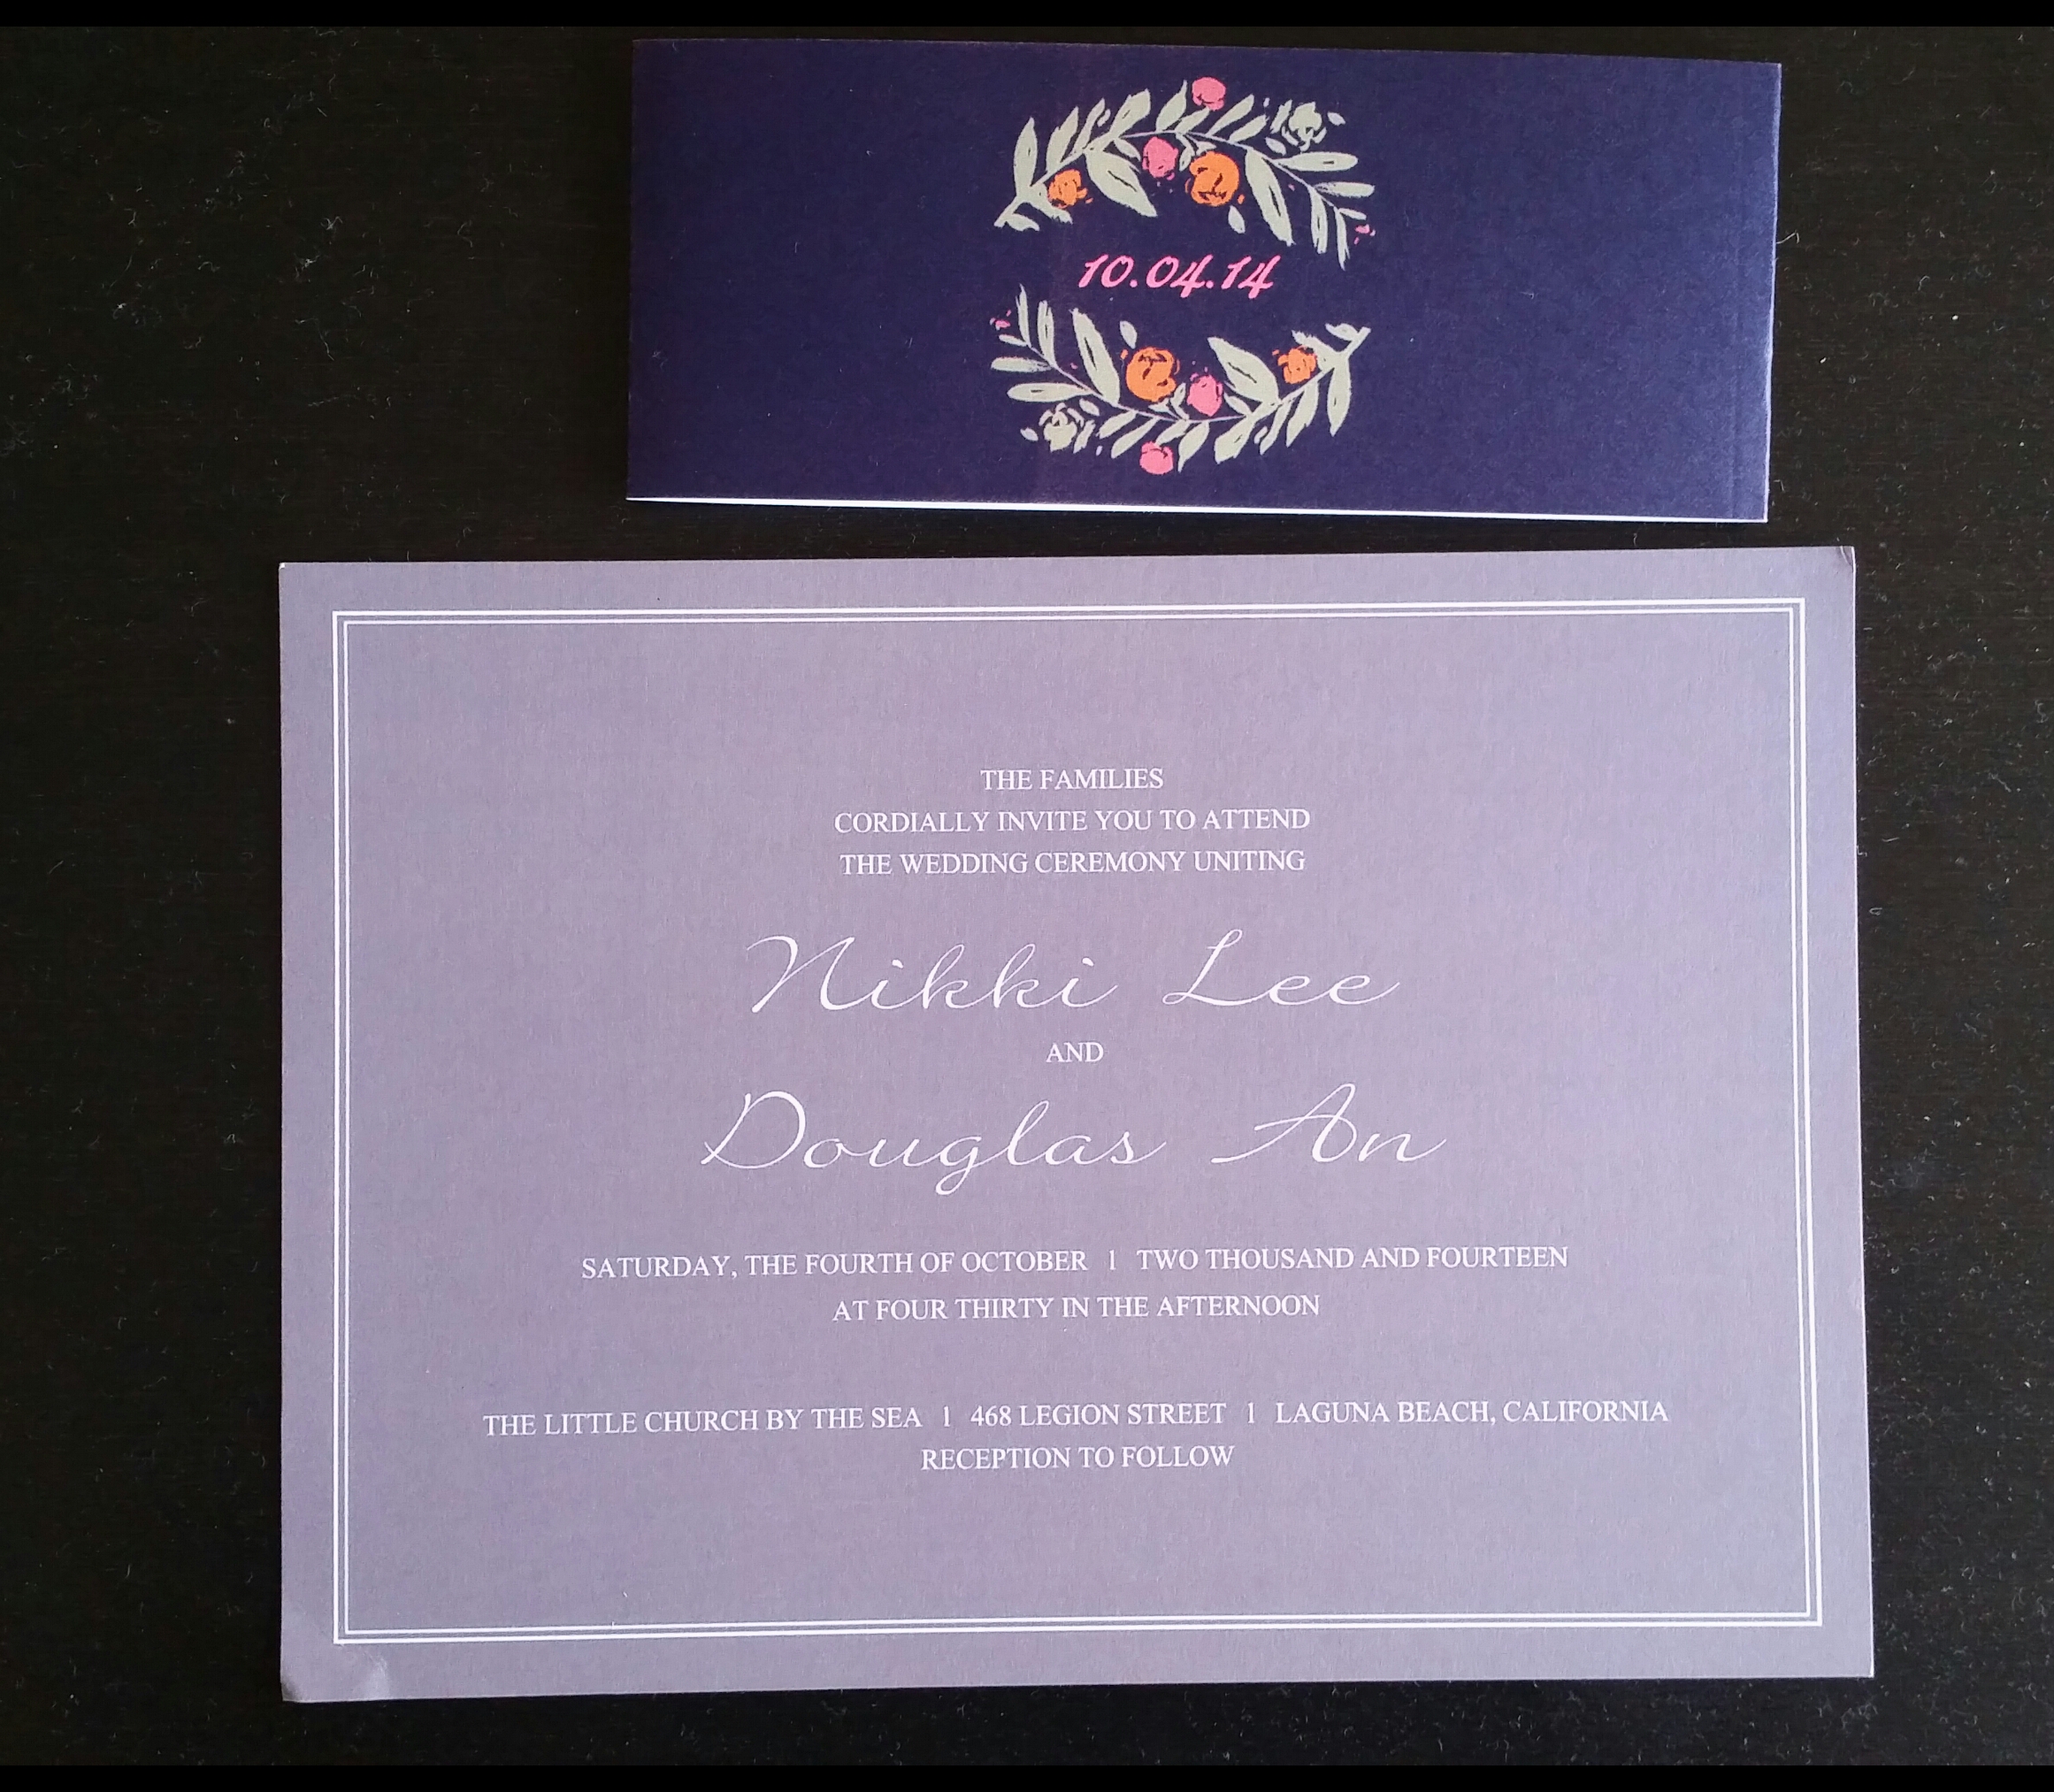 10.04.14
THE FAMILIES
CORDIALLY INVITE YOU TO ATTEND
THE WEDDING CEREMONY UNITING
Nikki Lee
AND
Douglas An
SATURDAY, THE FOURTH OF OCTOBER | TWO THOUSAND AND FOURTEEN
AT FOUR THIRTY IN THE AFTERNOON
THE LITTLE CHURCH BY THE SEA | 468 LEGION STREET | LAGUNA BEACH, CALIFORNIA
RECEPTION TO FOLLOW